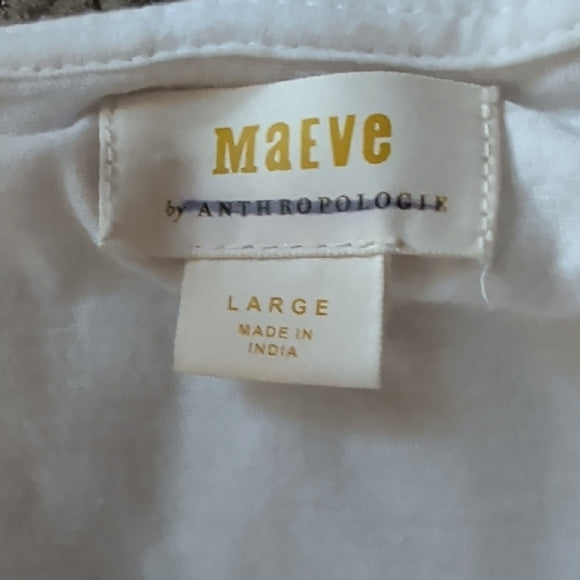 MaEVe
by ANTHROPOLOGIE
LARGE
MADE IN
INDIA